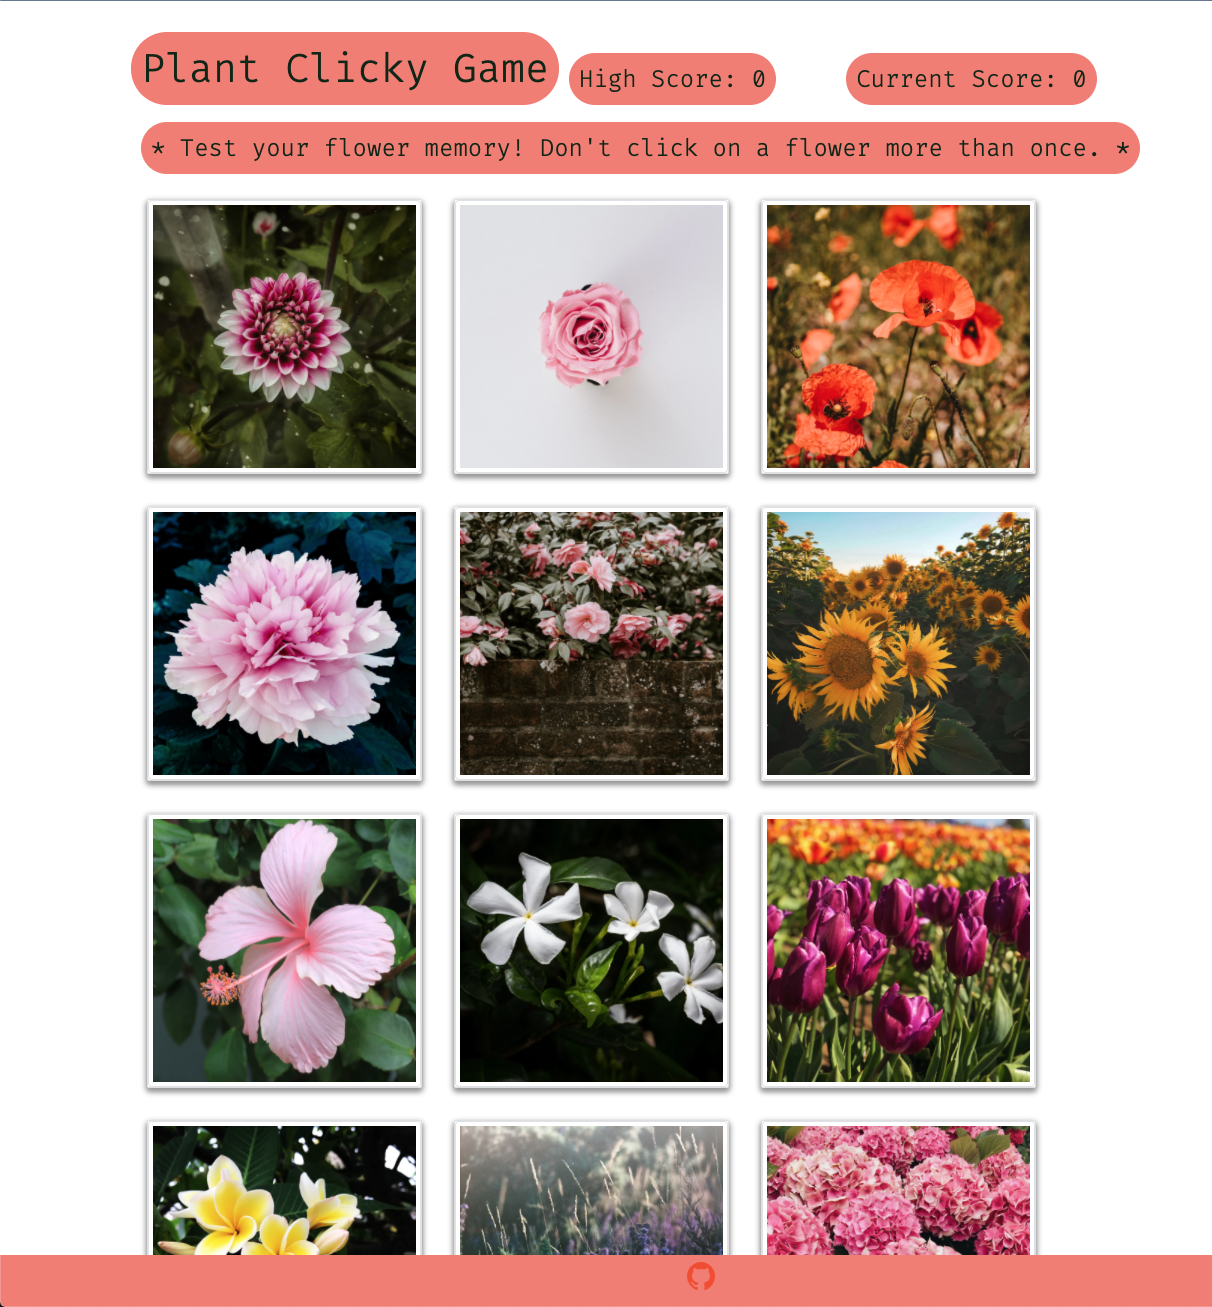 Plant Clicky Game
High Score: 0
Current Score: 0
* Test your flower memory! Don't click on a flower more than once. *